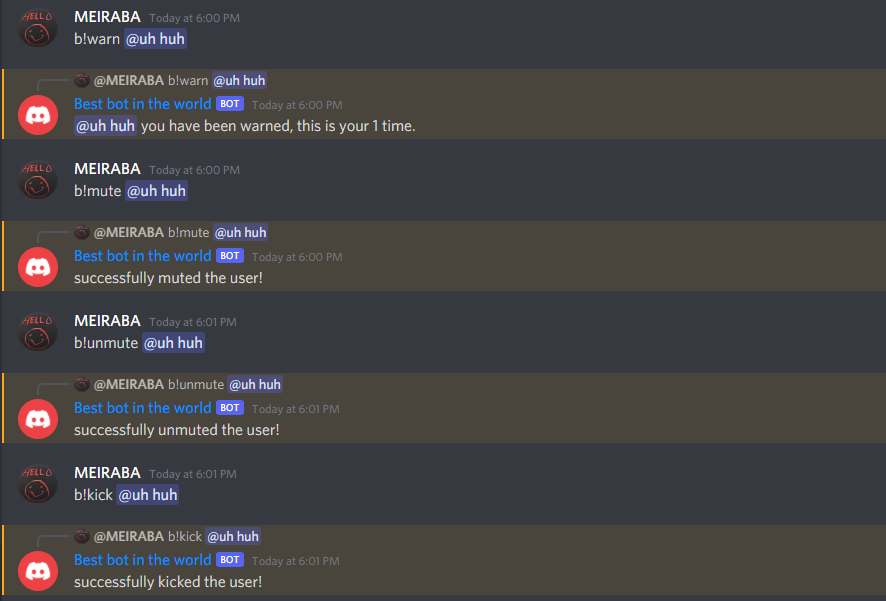 HELLO
MEIRABA Today at 6:00 PM
b!warn @uh huh
@MEIRABA b!warn @uh huh
Best bot in the world BOT Today at 6:00 PM
@uh huh you have been warned, this is your 1 time.
HELLO
MEIRABA Today at 6:00 PM
b!mute @uh huh
@MEIRABA b!mute @uh huh
Best bot in the world BOT Today at 6:00 PM
successfully muted the user!
HELLO
MEIRABA Today at 6:01 PM
b!unmute @uh huh
@MEIRABA b!unmute @uh huh
Best bot in the world BOT Today at 6:01 PM
successfully unmuted the user!
HELLO
MEIRABA Today at 6:01 PM
b!kick @uh huh
@MEIRABA b!kick @uh huh
Best bot in the world BOT Today at 6:01 PM
successfully kicked the user!